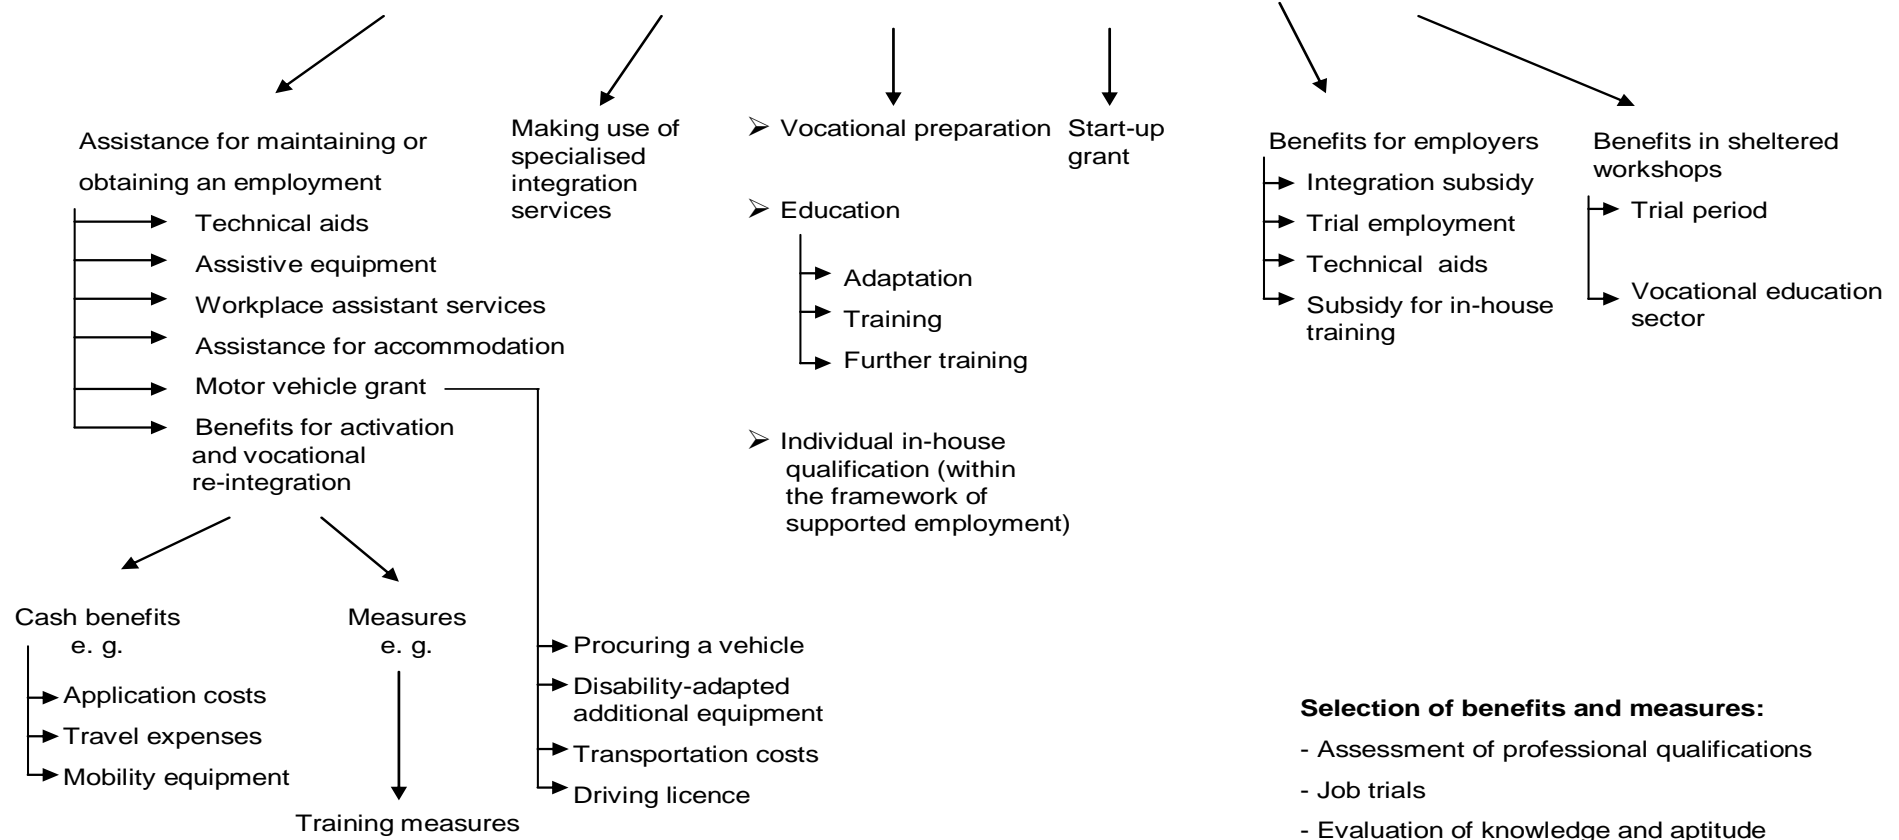 Assistance for maintaining or
obtaining an employment
Technical aids
Assistive equipment
Workplace assistant services
Assistance for accommodation
Motor vehicle grant
Benefits for activation
and vocational
re-integration
Cash benefits
e. g.
Application costs
Travel expenses
Mobility equipment
Measures
e. g.
Training measures
Procuring a vehicle
Disability-adapted
additional equipment
Transportation costs
Driving licence
Making use of
specialised
integration
services
Vocational preparation
Education
Adaptation
Training
Further training
Individual in-house
qualification (within
the framework of
supported employment)
Start-up
grant
Benefits for employers
Integration subsidy
Trial employment
Technical aids
Subsidy for in-house
training
Benefits in sheltered
workshops
Trial period
Vocational education
sector
Selection of benefits and measures:
- Assessment of professional qualifications
- Job trials
- Evaluation of knowledge and aptitude